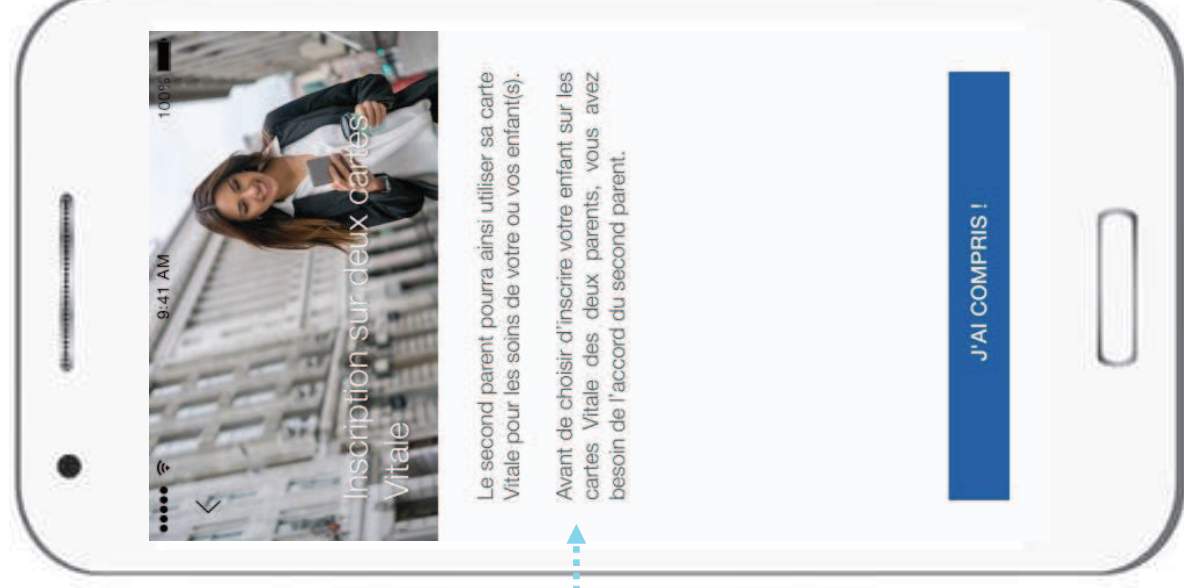 9:41 AM
100%
Inscription sur deux cartes
Vitale
Le second parent pourra ainsi utiliser sa carte
Vitale pour les soins de votre ou vos enfant(s).
Avant de choisir d'inscrire votre enfant sur les
cartes Vitale des deux parents, vous avez
besoin de l'accord du second parent.
J'AI COMPRIS !